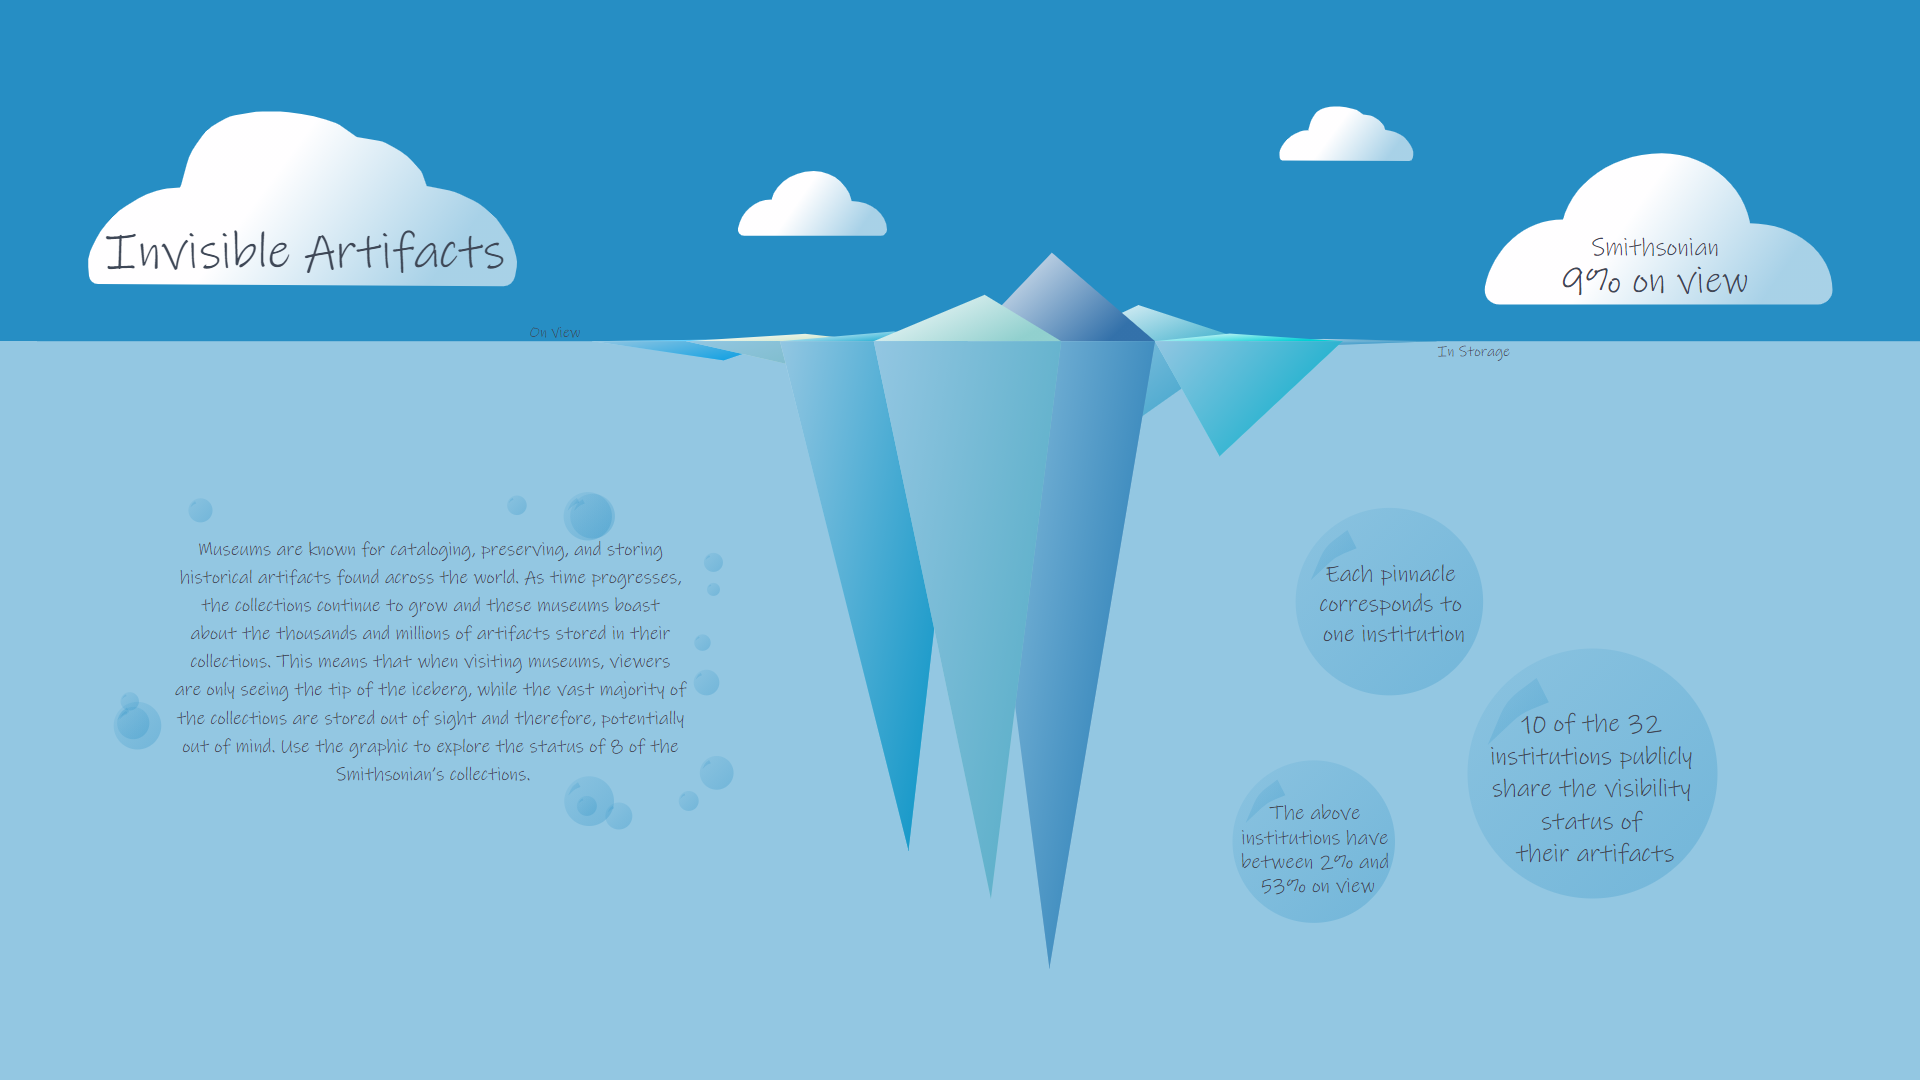 Invisible Artifacts
Smithsonian
9% on view
On View
In Storage
Museums are known for cataloging, preserving, and storing
historical artifacts found across the world. As time progresses,
the collections continue to grow and these museums boast
about the thousands and millions of artifacts stored in their
collections. This means that when visiting museums, viewers
are only seeing the tip of the iceberg, while the vast majority of
the collections are stored out of sight and therefore, potentially
out of mind. Use the graphic to explore the status of 8 of the
Smithsonian's collections.
Each pinnacle
corresponds to
one institution
10 of the 32
institutions publicly
share the visibility
status of
their artifacts
The above
institutions have
between 2% and
53% on view